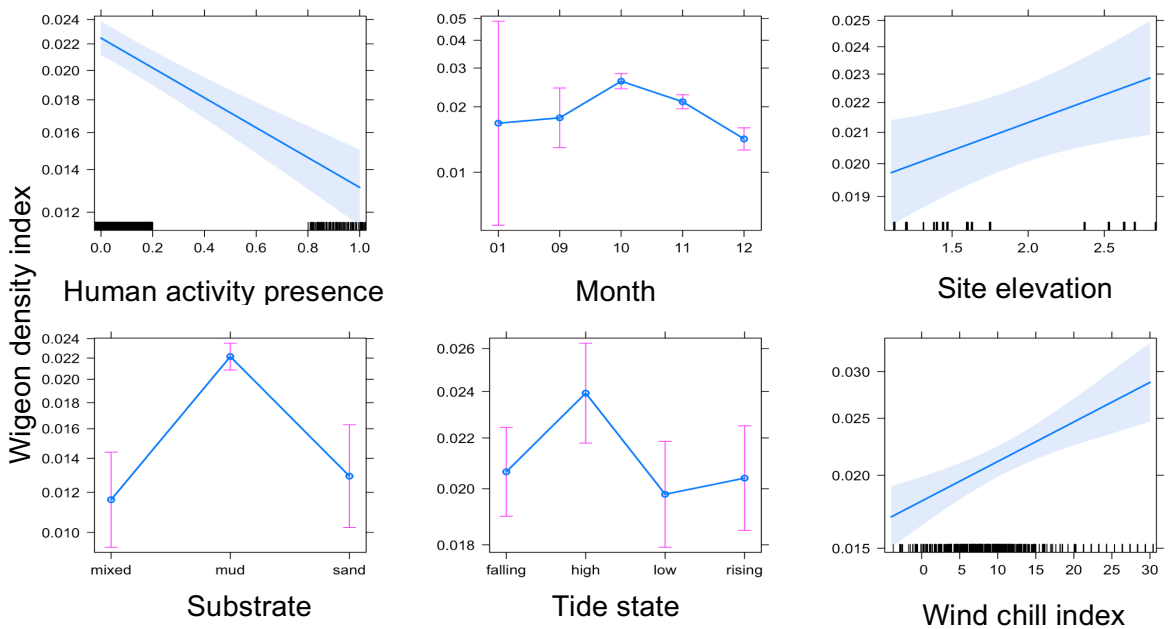 Wigeon density index
0.024
0.022
0.020
0.018
0.016
0.014
0.012
0.0 0.2 0.4 0.6 0.8 1.0
Human activity presence
0.05
0.04
0.03
0.02
0.01
01 09 10 11 12
Month
0.025
0.024
0.023
0.022
0.021
0.020
0.019
1.5 2.0 2.5
Site elevation
0.024
0.022
0.020
0.018
0.016
0.014
0.012
0.010
mixed mud sand
Substrate
0.026
0.024
0.022
0.020
0.018
falling high low rising
Tide state
0.030
0.025
0.020
0.015
0 5 10 15 20 25 30
Wind chill index